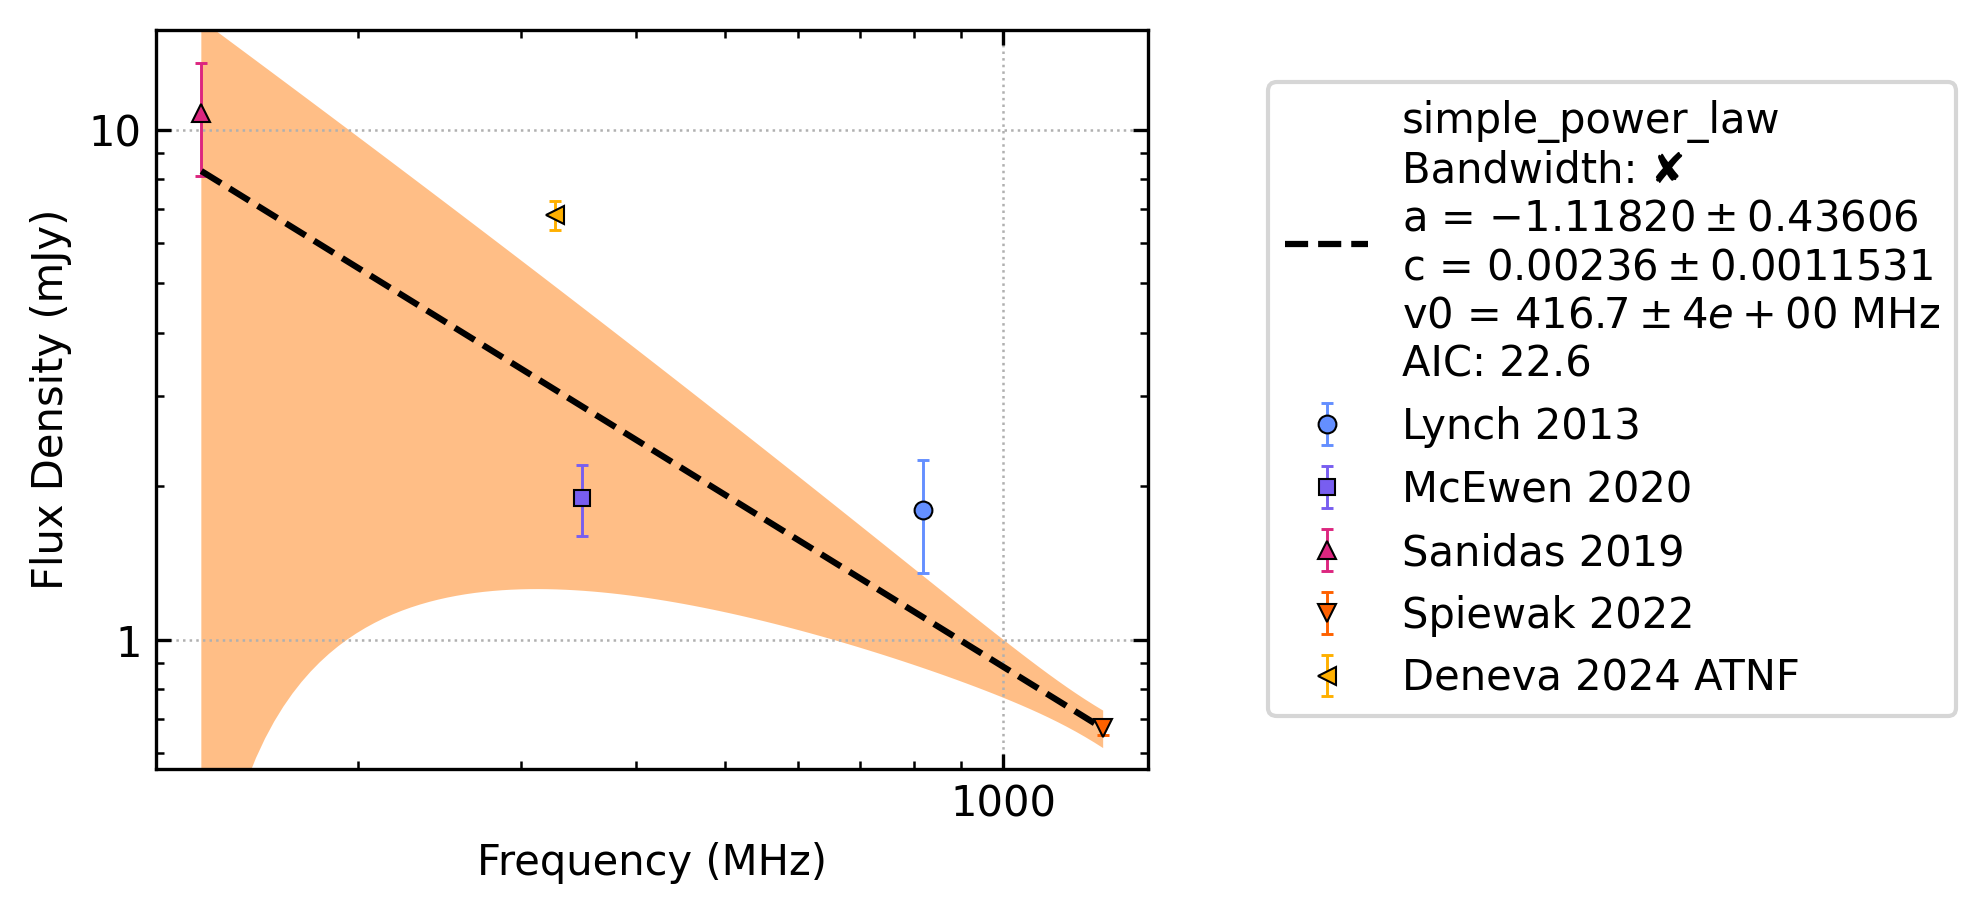 10
1
1000
Flux Density (mJy)
Frequency (MHz)
simple_power_law
Bandwidth: ✘
a = −1.11820 ± 0.43606
c = 0.00236 ± 0.0011531
v0 = 416.7 ± 4e + 00 MHz
AIC: 22.6
Lynch 2013
McEwen 2020
Sanidas 2019
Spiewak 2022
Deneva 2024 ATNF